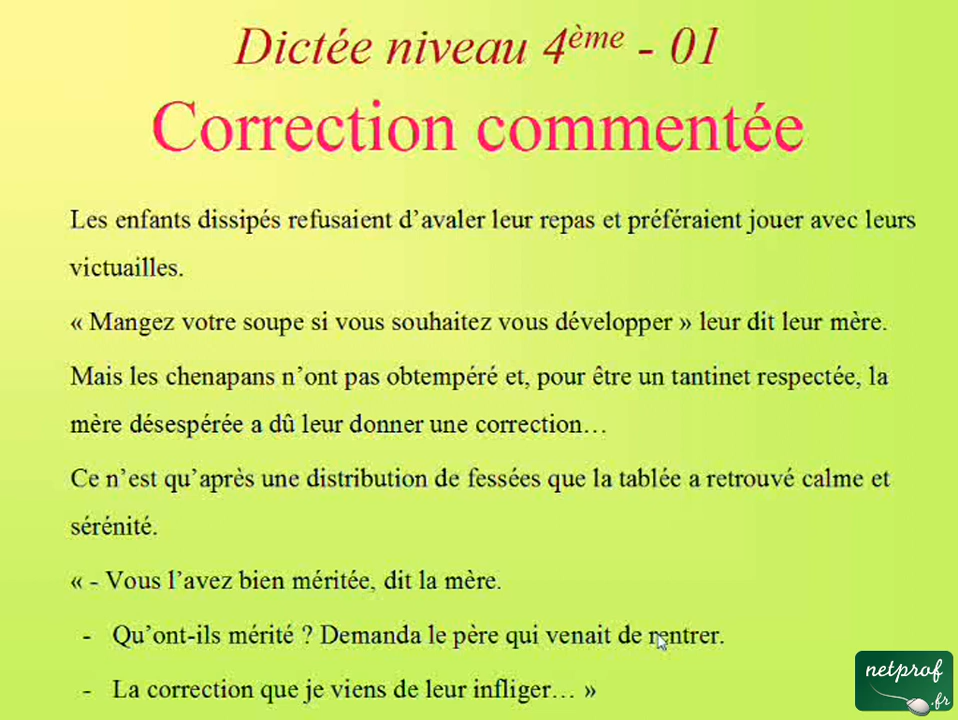 Dictée niveau 4ème - 01
Correction commentée
Les enfants dissipés refusaient d’avaler leur repas et préféraient jouer avec leurs
victuailles.
« Mangez votre soupe si vous souhaitez vous développer » leur dit leur mère.
Mais les chenapans n’ont pas obtempéré et, pour être un tantinet respectée, la
mère désespérée a dû leur donner une correction…
Ce n’est qu’après une distribution de fessées que la tablée a retrouvé calme et
sérénité.
« - Vous l’avez bien méritée, dit la mère.
- Qu’ont-ils mérité ? Demanda le père qui venait de rentrer.
- La correction que je viens de leur infliger… »
netprof
.fr